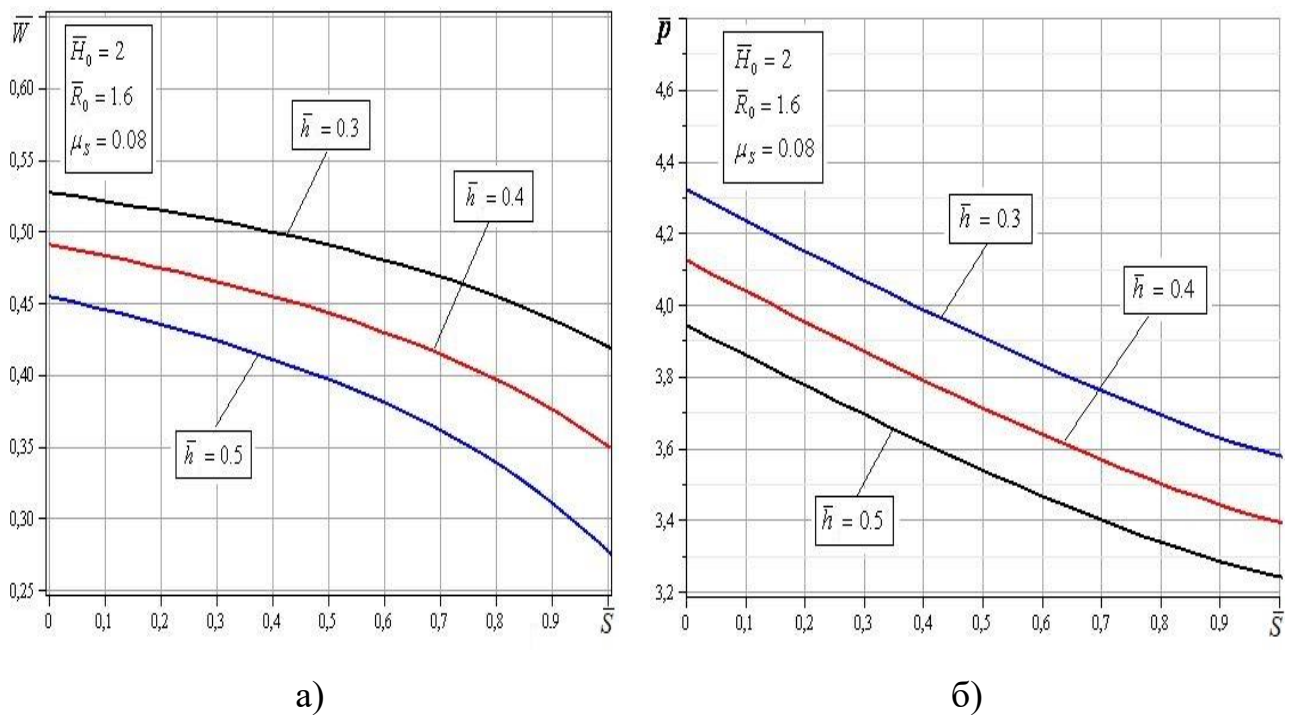 W̅
H̅₀ = 2
R̅₀ = 1.6
μₛ = 0.08
h̅ = 0.3
h̅ = 0.4
h̅ = 0.5
0,60
0,55
0,50
0,45
0,40
0,35
0,30
0,25
0 0,1 0,2 0,3 0,4 0,5 0,6 0,7 0,8 0,9 S̅
а)
p̅
H̅₀ = 2
R̅₀ = 1.6
μₛ = 0.08
h̅ = 0.3
h̅ = 0.4
h̅ = 0.5
4,6
4,4
4,2
4,0
3,8
3,6
3,4
3,2
0 0,1 0,2 0,3 0,4 0,5 0,6 0,7 0,8 0,9 S̅
б)